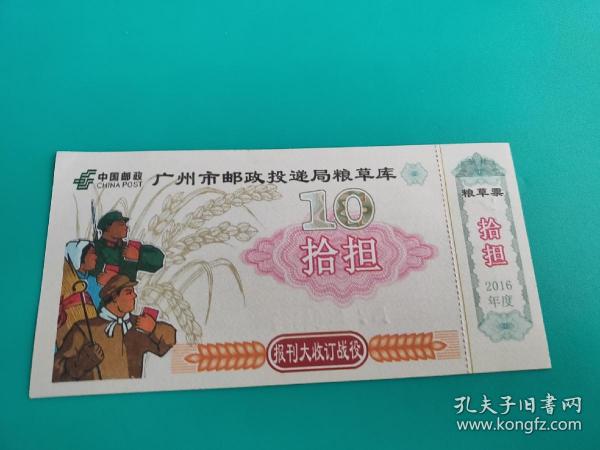 中国邮政
CHINA POST
广州市邮政投递局粮草库
10
拾担
报刊大收订战役
粮草票
拾担
2016
年度
孔夫子旧書网
www.kongfz.com